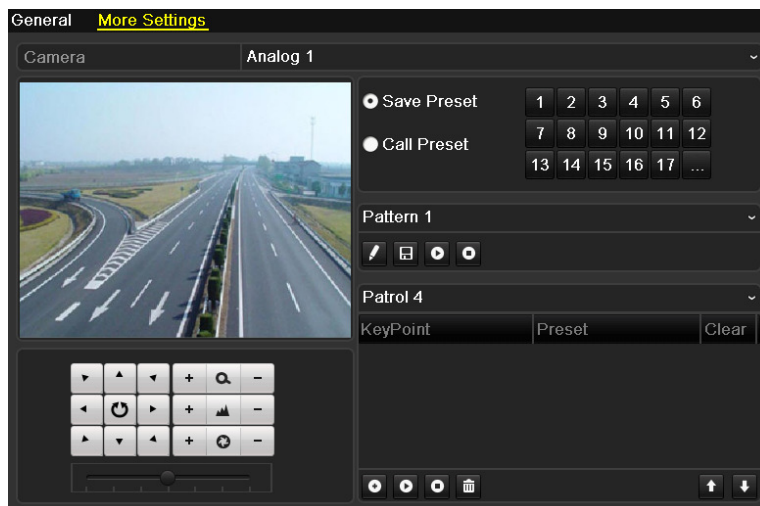 General More Settings
Camera Analog 1
Save Preset
Call Preset
1 2 3 4 5 6
7 8 9 10 11 12
13 14 15 16 17 ...
Pattern 1
Patrol 4
KeyPoint Preset Clear
+ -
+ -
+ -